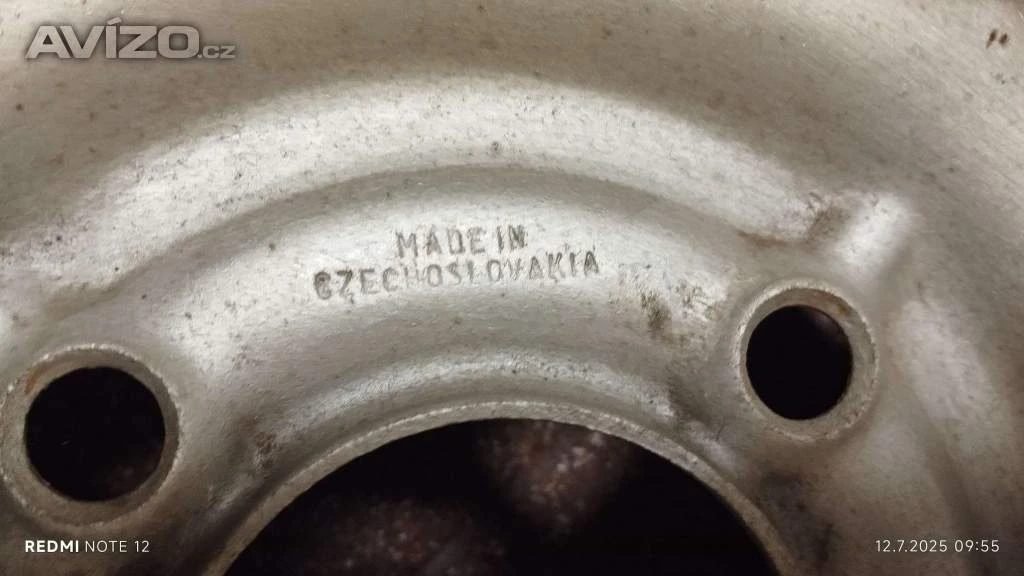 AVÍZO.cz
MADE IN
CZECHOSLOVAKIA
REDMI NOTE 12
12.7.2025 09:55